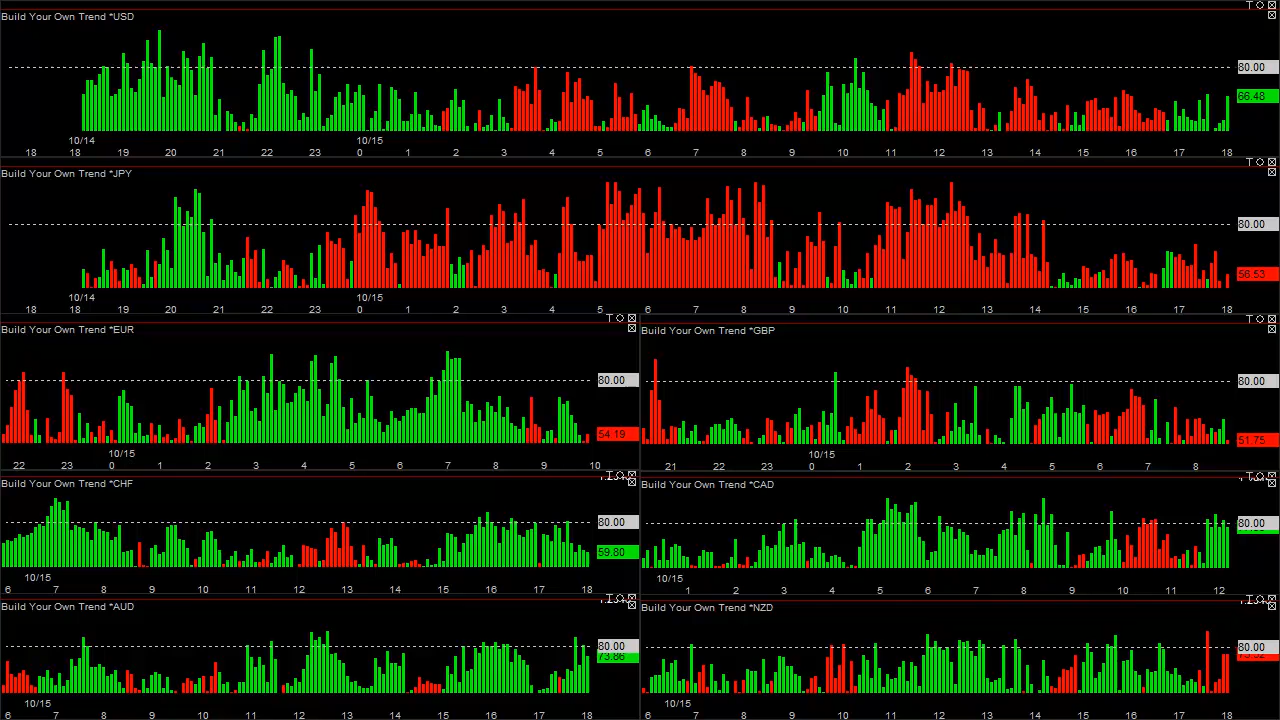 Build Your Own Trend *USD
80.00
66.48
10/14 10/15
18 18 19 20 21 22 23 0 1 2 3 4 5 6 7 8 9 10 11 12 13 14 15 16 17 18
Build Your Own Trend *JPY
80.00
56.53
10/14 10/15
18 18 19 20 21 22 23 0 1 2 3 4 5 6 7 8 9 10 11 12 13 14 15 16 17 18
Build Your Own Trend *EUR
80.00
54.19
10/15
22 23 0 1 2 3 4 5 6 7 8 9 10
Build Your Own Trend *GBP
80.00
51.75
10/15
21 22 23 0 1 2 3 4 5 6 7 8
Build Your Own Trend *CHF
80.00
59.80
10/15
6 7 8 9 10 11 12 13 14 15 16 17 18
Build Your Own Trend *CAD
80.00
10/15
1 2 3 4 5 6 7 8 9 10 11 12
Build Your Own Trend *AUD
80.00
73.86
10/15
6 7 8 9 10 11 12 13 14 15 16 17 18
Build Your Own Trend *NZD
80.00
10/15
6 7 8 9 10 11 12 13 14 15 16 17 18